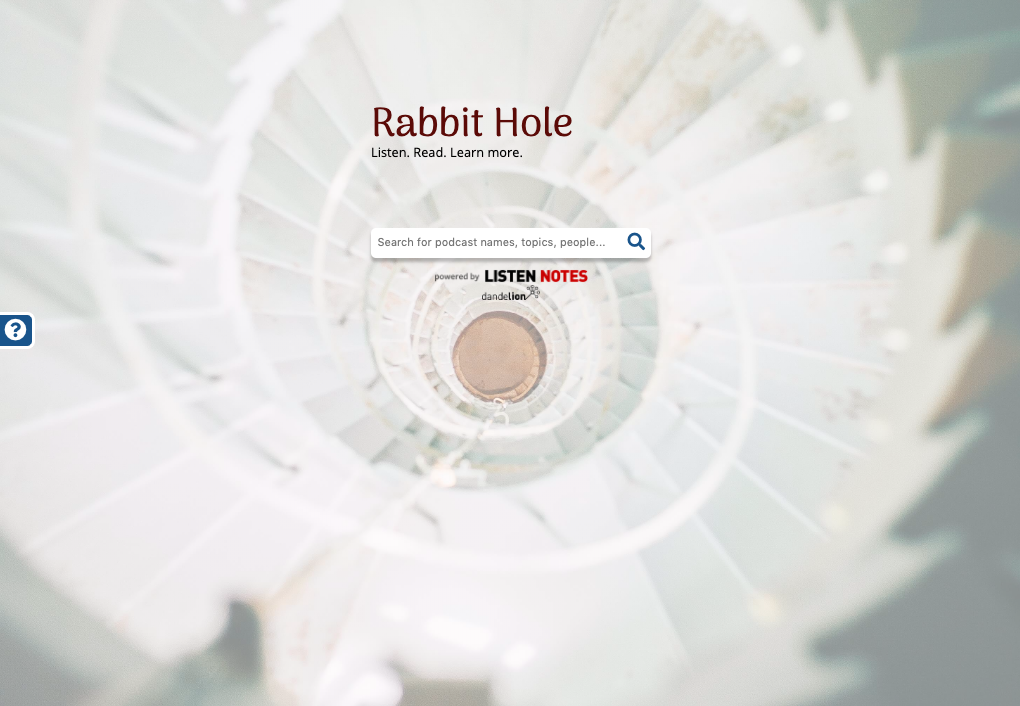 Rabbit Hole
Listen. Read. Learn more.
Search for podcast names, topics, people...
powered by LISTEN NOTES
dandelion
?